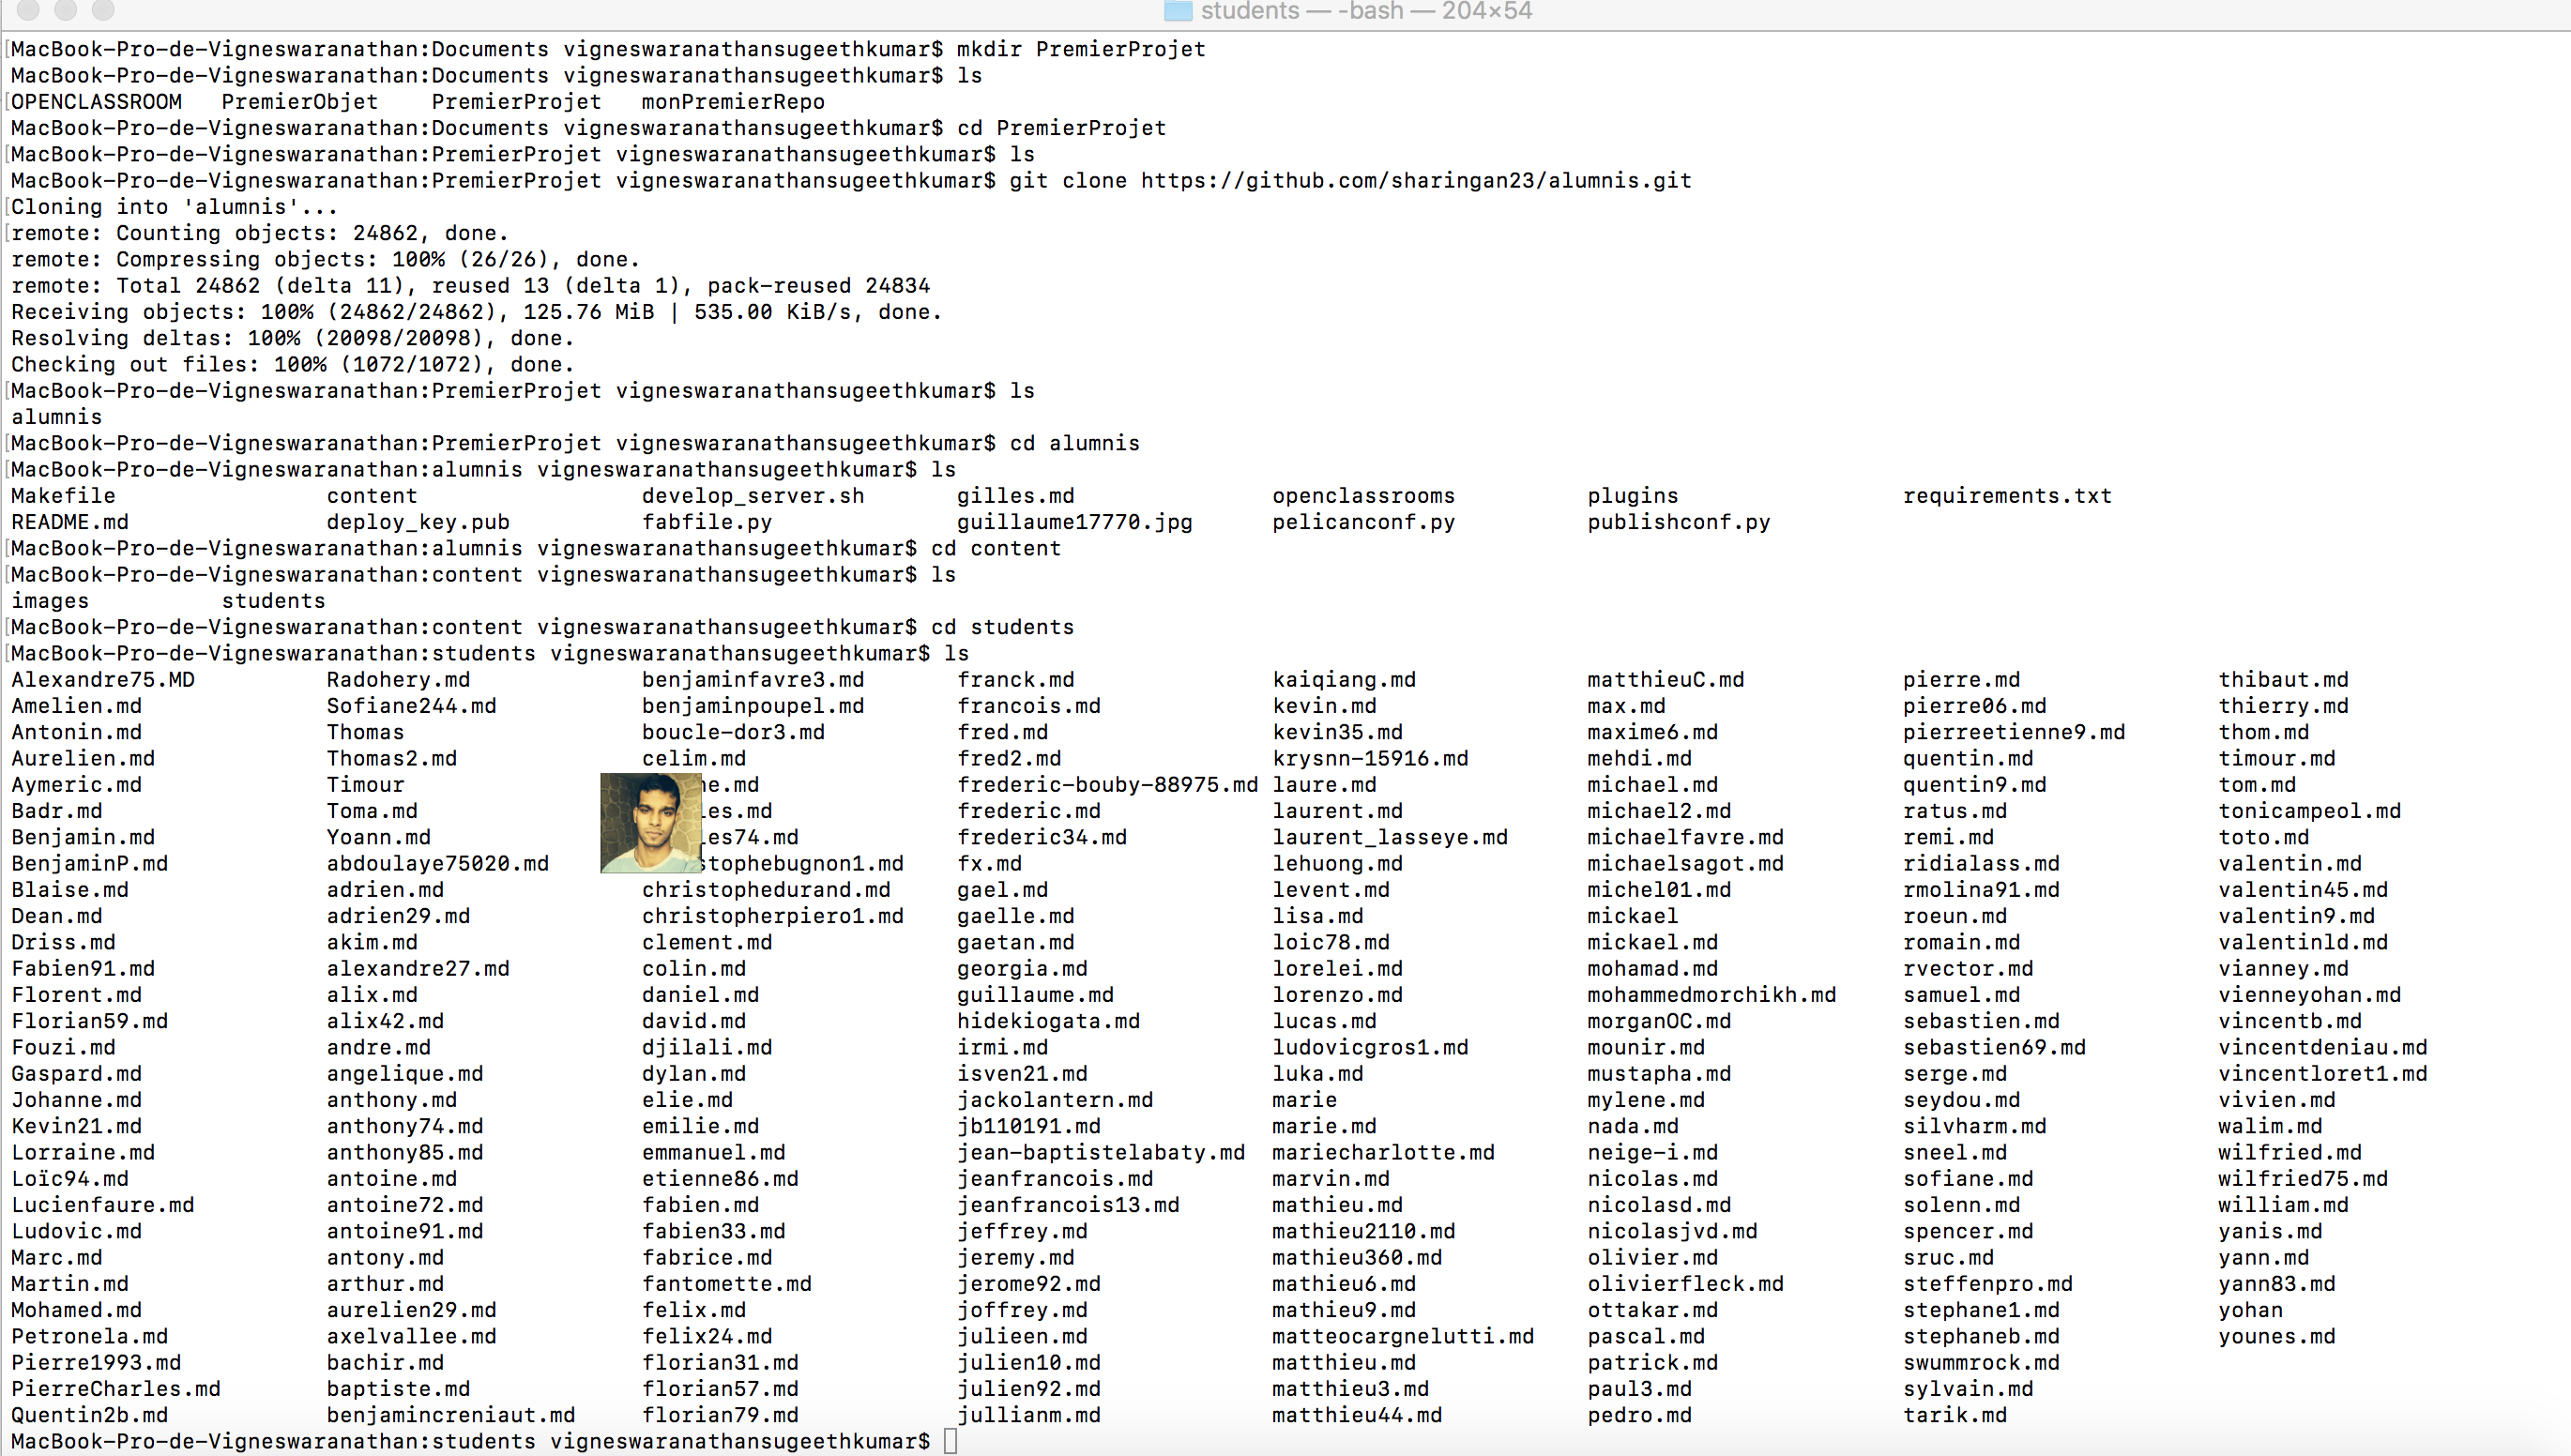 students — -bash — 204×54
MacBook-Pro-de-Vigneswaranathan:Documents vigneswaranathansugeethkumar$ mkdir PremierProjet
MacBook-Pro-de-Vigneswaranathan:Documents vigneswaranathansugeethkumar$ ls
OPENCLASSROOM PremierObjet PremierProjet monPremierRepo
MacBook-Pro-de-Vigneswaranathan:Documents vigneswaranathansugeethkumar$ cd PremierProjet
MacBook-Pro-de-Vigneswaranathan:PremierProjet vigneswaranathansugeethkumar$ ls
MacBook-Pro-de-Vigneswaranathan:PremierProjet vigneswaranathansugeethkumar$ git clone https://github.com/sharingan23/alumnis.git
Cloning into 'alumnis'...
remote: Counting objects: 24862, done.
remote: Compressing objects: 100% (26/26), done.
remote: Total 24862 (delta 11), reused 13 (delta 1), pack-reused 24834
Receiving objects: 100% (24862/24862), 125.76 MiB | 535.00 KiB/s, done.
Resolving deltas: 100% (20098/20098), done.
Checking out files: 100% (1072/1072), done.
MacBook-Pro-de-Vigneswaranathan:PremierProjet vigneswaranathansugeethkumar$ ls
alumnis
MacBook-Pro-de-Vigneswaranathan:PremierProjet vigneswaranathansugeethkumar$ cd alumnis
MacBook-Pro-de-Vigneswaranathan:alumnis vigneswaranathansugeethkumar$ ls
Makefile content develop_server.sh gilles.md openclassrooms plugins requirements.txt
README.md deploy_key.pub fabfile.py guillaume17770.jpg pelicanconf.py publishconf.py
MacBook-Pro-de-Vigneswaranathan:alumnis vigneswaranathansugeethkumar$ cd content
MacBook-Pro-de-Vigneswaranathan:content vigneswaranathansugeethkumar$ ls
images students
MacBook-Pro-de-Vigneswaranathan:content vigneswaranathansugeethkumar$ cd students
MacBook-Pro-de-Vigneswaranathan:students vigneswaranathansugeethkumar$ ls
Alexandre75.MD Radohery.md benjaminfavre3.md franck.md kaiqiang.md matthieuC.md pierre.md thibaut.md
Amelien.md Sofiane244.md benjaminpoupel.md francois.md kevin.md max.md pierre06.md thierry.md
Antonin.md Thomas boucle-dor3.md fred.md kevin35.md maxime6.md pierreetienne9.md thom.md
Aurelien.md Thomas2.md celim.md fred2.md krysnn-15916.md mehdi.md quentin.md timour.md
Aymeric.md Timour frederic-bouby-88975.md laure.md michael.md quentin9.md tom.md
Badr.md Toma.md frederic.md laurent.md michael2.md ratus.md tonicampeol.md
Benjamin.md Yoann.md frederic34.md laurent_lasseye.md michaelfavre.md remi.md toto.md
BenjaminP.md abdoulaye75020.md fx.md lehuong.md michaelsagot.md ridialass.md valentin.md
Blaise.md adrien.md christophedurand.md gael.md levent.md michel01.md rmolina91.md valentin45.md
Dean.md adrien29.md christopherpiero1.md gaelle.md lisa.md mickael roeun.md valentin9.md
Driss.md akim.md clement.md gaetan.md loic78.md mickael.md romain.md valentinld.md
Fabien91.md alexandre27.md colin.md georgia.md lorelei.md mohamad.md rvector.md vianney.md
Florent.md alix.md daniel.md guillaume.md lorenzo.md mohammedmorchikh.md samuel.md vienneyohan.md
Florian59.md alix42.md david.md hidekiogata.md lucas.md morganOC.md sebastien.md vincentb.md
Fouzi.md andre.md djilali.md irmi.md ludovicgros1.md mounir.md sebastien69.md vincentdeniau.md
Gaspard.md angelique.md dylan.md isven21.md luka.md mustapha.md serge.md vincentloret1.md
Johanne.md anthony.md elie.md jackolantern.md marie mylene.md seydou.md vivien.md
Kevin21.md anthony74.md emilie.md jb110191.md marie.md nada.md silvharm.md walim.md
Lorraine.md anthony85.md emmanuel.md jean-baptistelabaty.md mariecharlotte.md neige-i.md sneel.md wilfried.md
Loïc94.md antoine.md etienne86.md jeanfrancois.md marvin.md nicolas.md sofiane.md wilfried75.md
Lucienfaure.md antoine72.md fabien.md jeanfrancois13.md mathieu.md nicolasd.md solenn.md william.md
Ludovic.md antoine91.md fabien33.md jeffrey.md mathieu2110.md nicolasjvd.md spencer.md yanis.md
Marc.md antony.md fabrice.md jeremy.md mathieu360.md olivier.md sruc.md yann.md
Martin.md arthur.md fantomette.md jerome92.md mathieu6.md olivierfleck.md steffenpro.md yann83.md
Mohamed.md aurelien29.md felix.md joffrey.md mathieu9.md ottakar.md stephane1.md yohan
Petronela.md axelvallee.md felix24.md julieen.md matteocargnelutti.md pascal.md stephaneb.md younes.md
Pierre1993.md bachir.md florian31.md julien10.md matthieu.md patrick.md swummrock.md
PierreCharles.md baptiste.md florian57.md julien92.md matthieu3.md paul3.md sylvain.md
Quentin2b.md benjamincreniaut.md florian79.md jullianm.md matthieu44.md pedro.md tarik.md
MacBook-Pro-de-Vigneswaranathan:students vigneswaranathansugeethkumar$